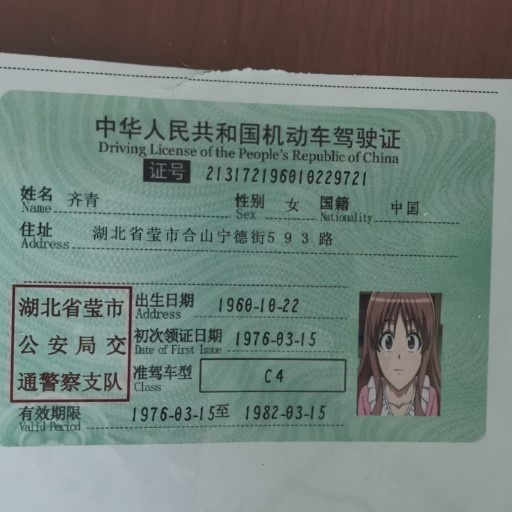 中华人民共和国机动车驾驶证
Driving License of the People's Republic of China
证号 213172196010229721
姓名 齐青 性别 女 国籍 中国
Name Sex Nationality
住址 湖北省莹市合山宁德街593路
Address
湖北省莹市
公安局交
通警察支队
出生日期 1960-10-22
Address
初次领证日期 1976-03-15
Date of First Issue
准驾车型 C4
Class
有效期限 1976-03-15至 1982-03-15
Valid Period